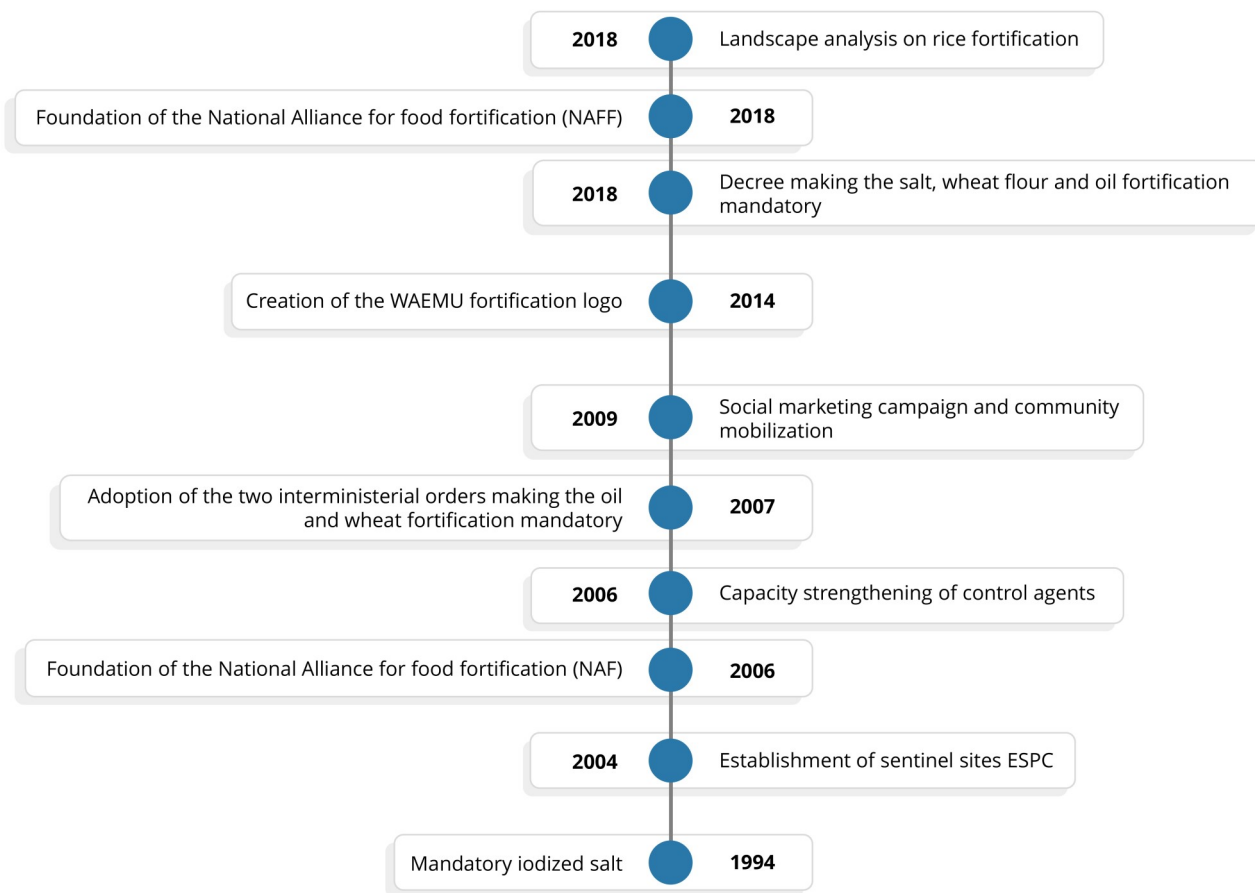 2018 Landscape analysis on rice fortification
Foundation of the National Alliance for food fortification (NAFF) 2018
2018 Decree making the salt, wheat flour and oil fortification
mandatory
Creation of the WAEMU fortification logo 2014
2009 Social marketing campaign and community
mobilization
Adoption of the two interministerial orders making the oil
and wheat fortification mandatory 2007
2006 Capacity strengthening of control agents
Foundation of the National Alliance for food fortification (NAF) 2006
2004 Establishment of sentinel sites ESPC
Mandatory iodized salt 1994